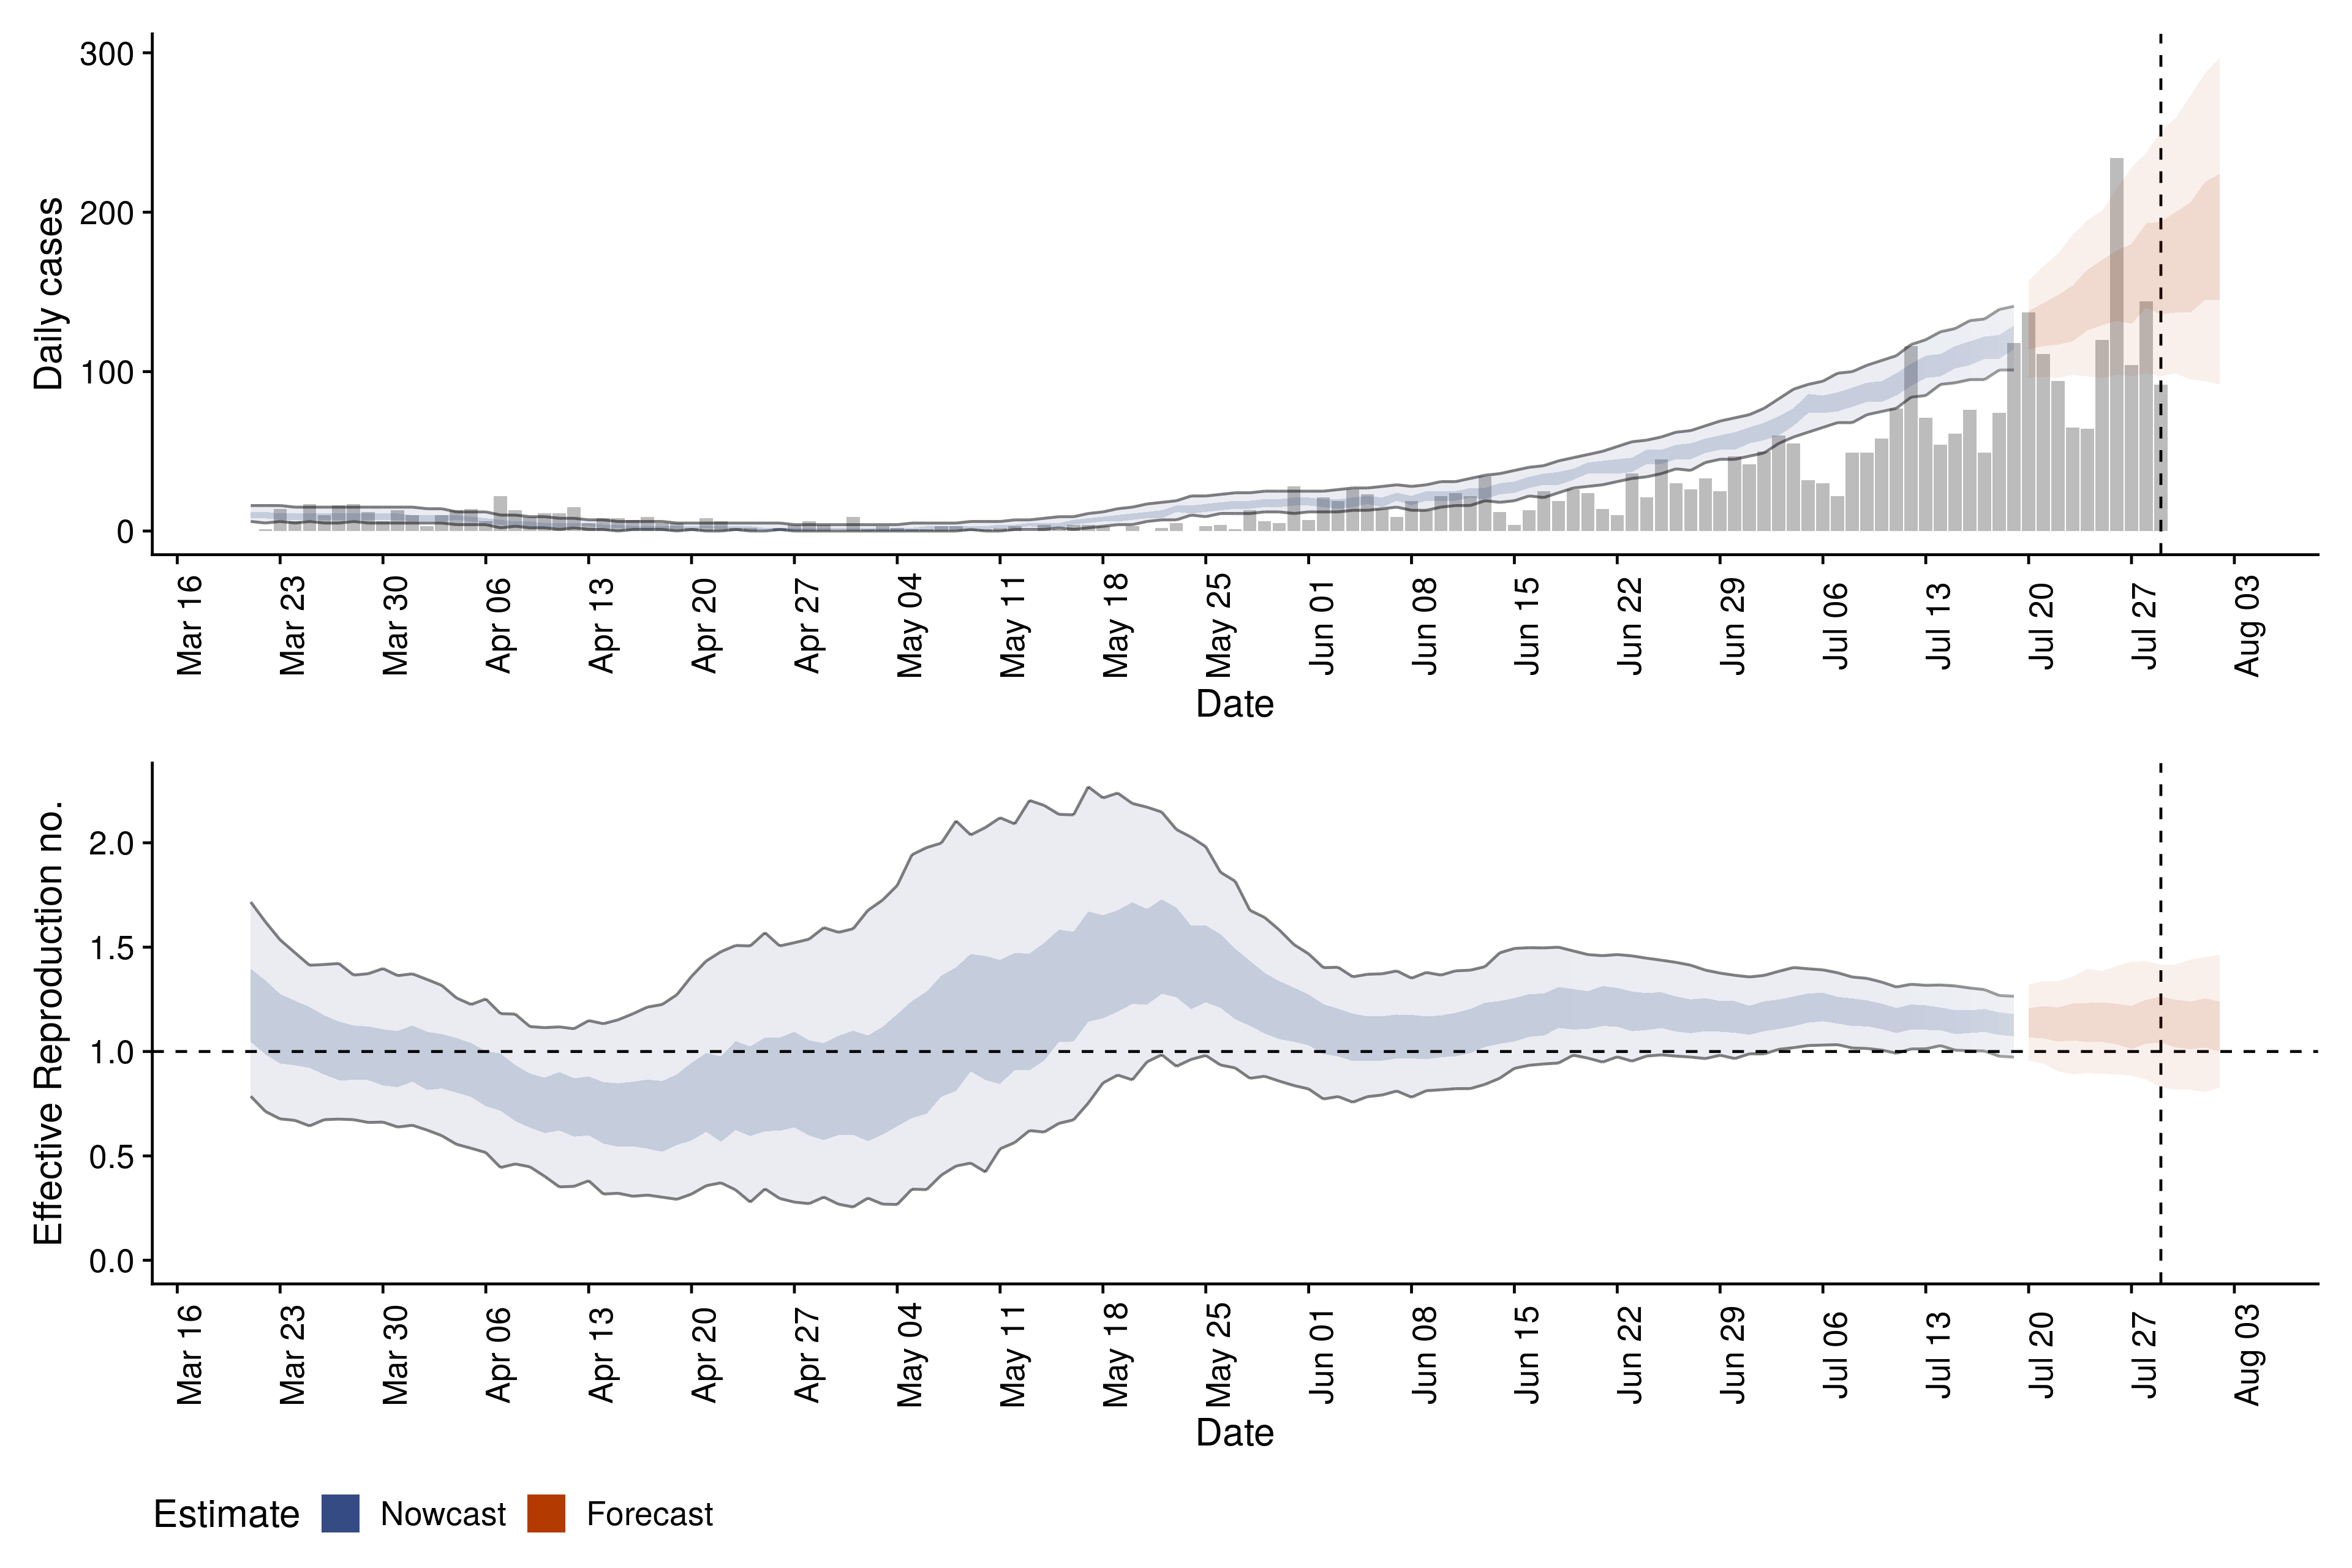 Daily cases
300
200
100
0
Mar 16 Mar 23 Mar 30 Apr 06 Apr 13 Apr 20 Apr 27 May 04 May 11 May 18 May 25 Jun 01 Jun 08 Jun 15 Jun 22 Jun 29 Jul 06 Jul 13 Jul 20 Jul 27 Aug 03
Date
Effective Reproduction no.
2.0
1.5
1.0
0.5
0.0
Mar 16 Mar 23 Mar 30 Apr 06 Apr 13 Apr 20 Apr 27 May 04 May 11 May 18 May 25 Jun 01 Jun 08 Jun 15 Jun 22 Jun 29 Jul 06 Jul 13 Jul 20 Jul 27 Aug 03
Date
Estimate Nowcast Forecast